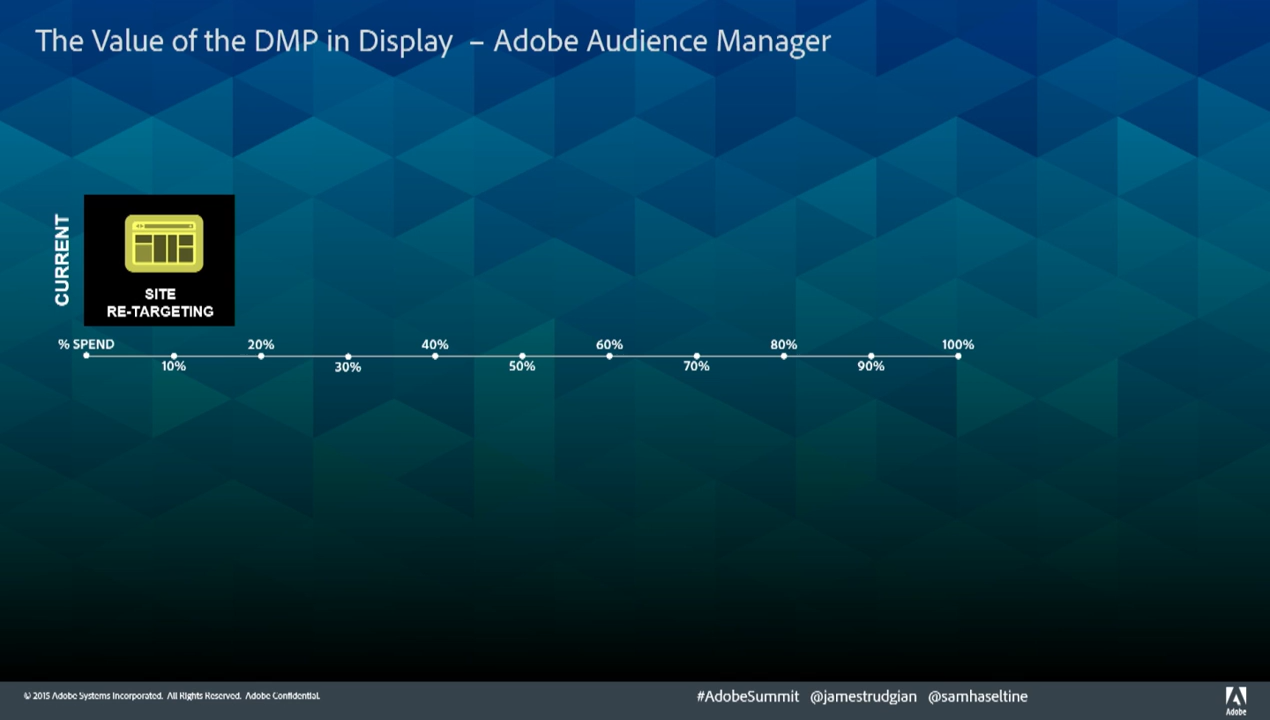 The Value of the DMP in Display – Adobe Audience Manager
CURRENT
SITE
RE-TARGETING
% SPEND
20%
40%
60%
80%
100%
10%
30%
50%
70%
90%
© 2015 Adobe Systems Incorporated. All Rights Reserved. Adobe Confidential.
#AdobeSummit @jamestrudgian @samhaseltine
Adobe